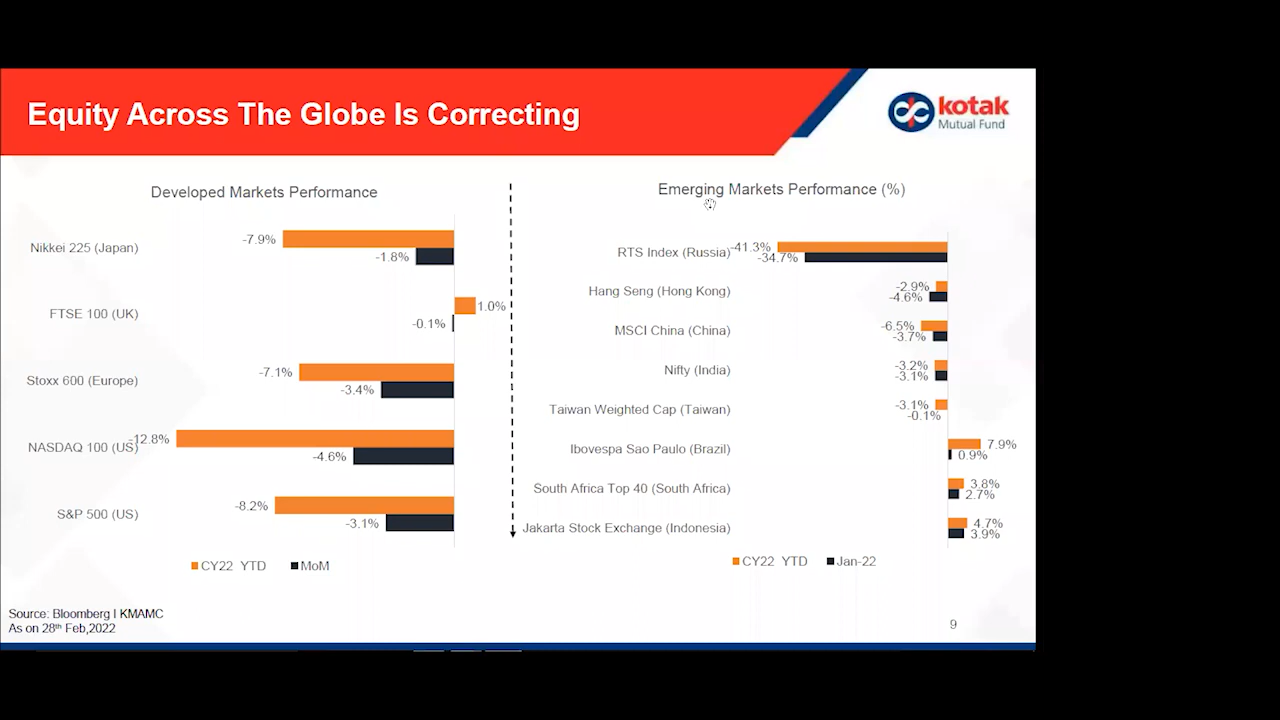 Equity Across The Globe Is Correcting
kotak
Mutual Fund
Developed Markets Performance
Nikkei 225 (Japan)
-7.9%
-1.8%
FTSE 100 (UK)
1.0%
-0.1%
Stoxx 600 (Europe)
-7.1%
-3.4%
NASDAQ 100 (US)
-12.8%
-4.6%
S&P 500 (US)
-8.2%
-3.1%
CY22 YTD
MoM
Emerging Markets Performance (%)
RTS Index (Russia)
-41.3%
-34.7%
Hang Seng (Hong Kong)
-2.9%
-4.6%
MSCI China (China)
-6.5%
-3.7%
Nifty (India)
-3.2%
-3.1%
Taiwan Weighted Cap (Taiwan)
-3.1%
-0.1%
Ibovespa Sao Paulo (Brazil)
7.9%
0.9%
South Africa Top 40 (South Africa)
3.8%
2.7%
Jakarta Stock Exchange (Indonesia)
4.7%
3.9%
CY22 YTD
Jan-22
Source: Bloomberg I KMAMC
As on 28th Feb,2022
9